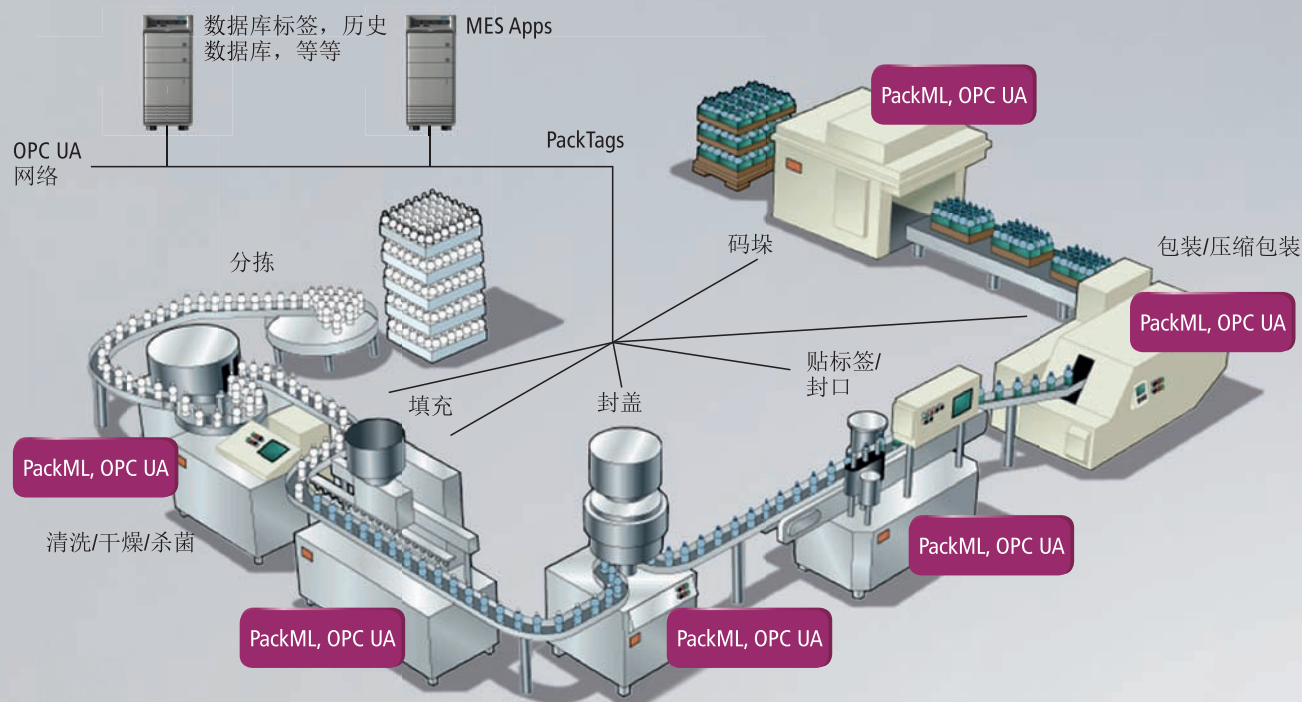 数据库标签，历史
数据库，等等
MES Apps
PackML, OPC UA
OPC UA
网络
PackTags
码垛
包装/压缩包装
分拣
PackML, OPC UA
贴标签/
封口
填充
封盖
PackML, OPC UA
清洗/干燥/杀菌
PackML, OPC UA
PackML, OPC UA
PackML, OPC UA